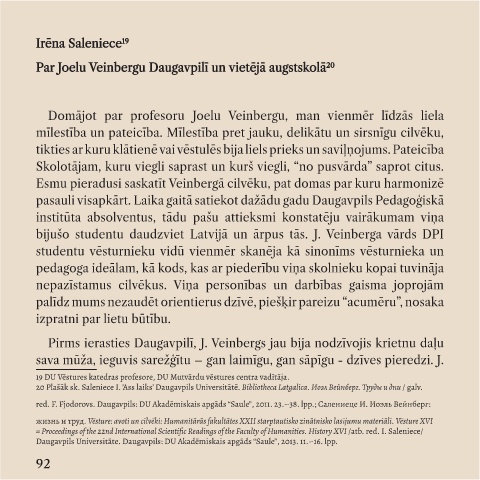 Irēna Saleniece¹⁹
Par Joelu Veinbergu Daugavpilī un vietējā augstskolā²⁰
Domājot par profesoru Joelu Veinbergu, man vienmēr līdzās liela
mīlestība un pateicība. Mīlestība pret jauku, delikātu un sirsnīgu cilvēku,
tikties ar kuru klātienē vai vēstulēs bija liels prieks un saviļņojums. Pateicība
Skolotājam, kuru viegli saprast un kurš viegli, “no pusvārda” saprot citus.
Esmu pieradusi saskatīt Veinbergā cilvēku, pat domas par kuru harmonizē
pasauli visapkārt. Laika gaitā satiekot dažādu gadu Daugavpils Pedagoģiskā
institūta absolventus, tādu pašu attieksmi konstatēju vairākumam viņa
bijušo studentu daudzviet Latvijā un ārpus tās. J. Veinberga vārds DPI
studentu vēsturnieku vidū vienmēr skanēja kā sinonīms vēsturnieka un
pedagoga ideālam, kā kods, kas ar piederību viņa skolnieku kopai tuvināja
nepazīstamus cilvēkus. Viņa personības un darbības gaisma joprojām
palīdz mums nezaudēt orientierus dzīvē, piešķir pareizu “acumēru”, nosaka
izpratni par lietu būtību.
Pirms ierasties Daugavpilī, J. Veinbergs jau bija nodzīvojis krietnu daļu
sava mūža, ieguvis sarežģītu – gan laimīgu, gan sāpīgu - dzīves pieredzi. J.
19 DU Vēstures katedras profesore, DU Mutvārdu vēstures centra vadītāja.
20 Plašāk sk. Saleniece I. ‘Ass laiks’ Daugavpils Universitātē. Bibliotheca Latgalica. Иоэл Вейнберг. Труды и дни / galv.
red. F. Fjodorovs. Daugavpils: DU Akadēmiskais apgāds “Saule”, 2011. 23.–38. lpp.; Саленицеце И. Ноэль Вейнберг:
жизнь и труд. Vēsture: avoti un cilvēki: Humanitārās fakultātes XXII starptautisko zinātnisko lasījumu materiāli. Vēsture XVI
= Proceedings of the 22nd International Scientific Readings of the Faculty of Humanities. History XVI /atb. red. I. Saleniece/
Daugavpils Universitāte. Daugavpils: DU Akadēmiskais apgāds “Saule”, 2013. 11.–16. lpp.
92